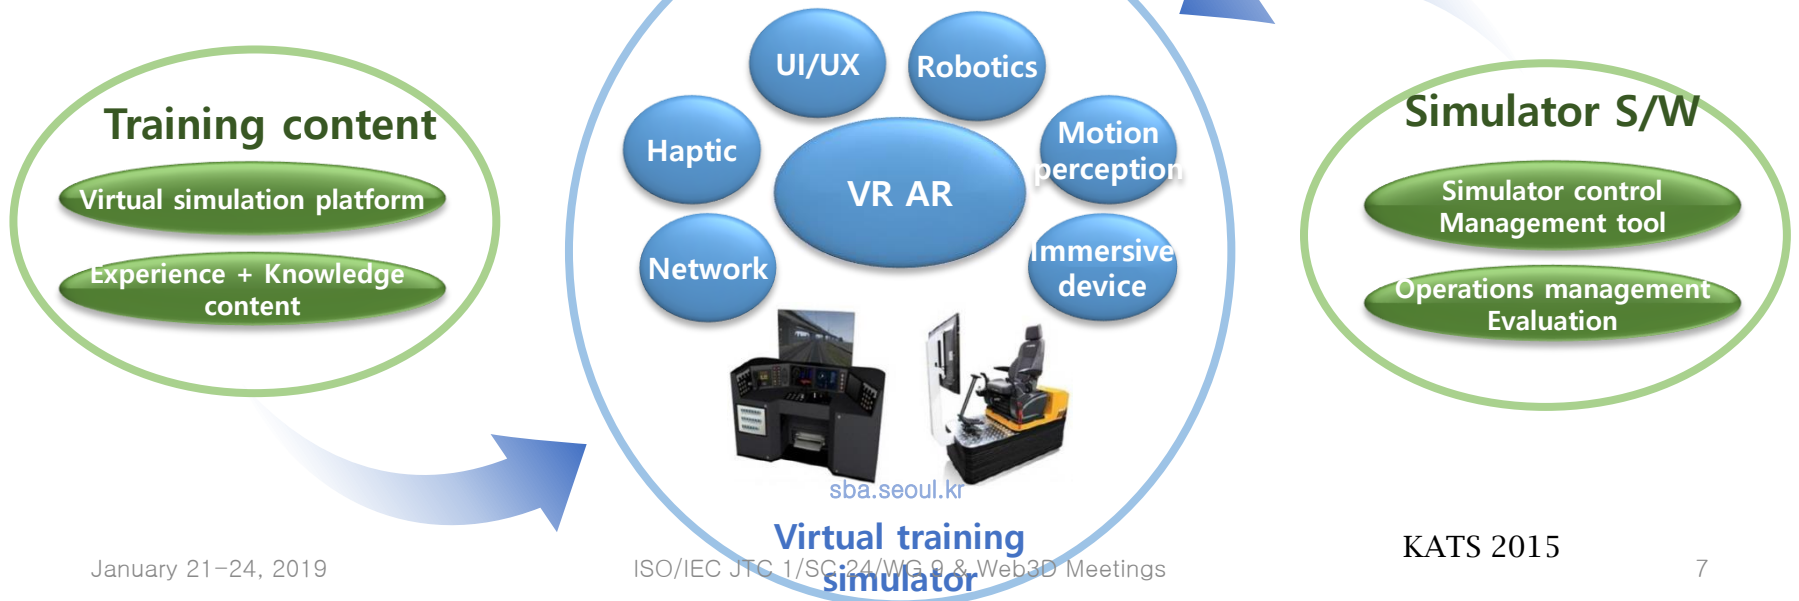 Training content
Virtual simulation platform
Experience + Knowledge
content
UI/UX
Robotics
Haptic
Motion
perception
VR AR
Network
Immersive
device
sba.seoul.kr
Virtual training
simulator
Simulator S/W
Simulator control
Management tool
Operations management
Evaluation
KATS 2015
January 21-24, 2019
ISO/IEC JTC 1/SC 24/WG 9 & Web3D Meetings
7